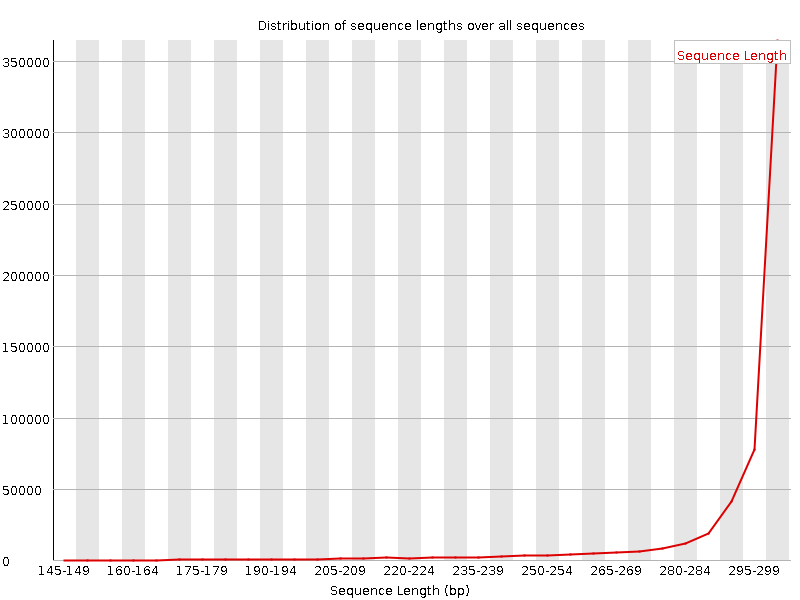 Distribution of sequence lengths over all sequences
Sequence Length
350000
300000
250000
200000
150000
100000
50000
0
145-149 160-164 175-179 190-194 205-209 220-224 235-239 250-254 265-269 280-284 295-299
Sequence Length (bp)